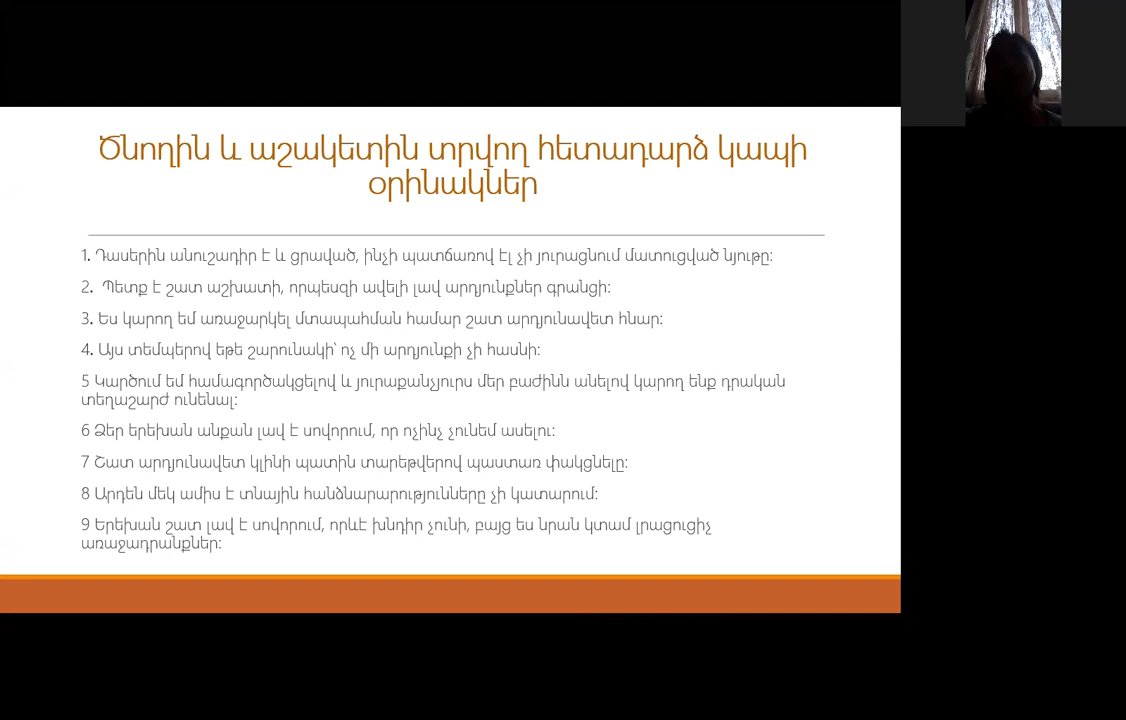 Ծնողին և աշակետին տրվող հետադարձ կապի
օրինակներ
1. Դասերին անուշադիր է և ցրաված, ինչի պատճառով էլ չի յուրացնում մատուցված նյութը:
2. Պետք է շատ աշխատի, որպեսզի ավելի լավ արդյունքներ գրանցի:
3. Ես կարող եմ առաջարկել մտապահման համար շատ արդյունավետ հնար:
4. Այս տեմպերով եթե շարունակի՝ ոչ մի արդյունքի չի հասնի:
5 Կարծում եմ համագործակցելով և յուրաքանչյուրս մեր բաժինն անելով կարող ենք դրական
տեղաշարժ ունենալ:
6 Ձեր երեխան անքան լավ է սովորում, որ ոչինչ չունեմ ասելու:
7 Շատ արդյունավետ կլինի պատին տարեթվերով պաստառ փակցնելը:
8 Արդեն մեկ ամիս է տնային հանձնարարությունները չի կատարում:
9 Երեխան շատ լավ է սովորում, որևէ խնդիր չունի, բայց ես նրան կտամ լրացուցիչ
առաջադրանքներ: